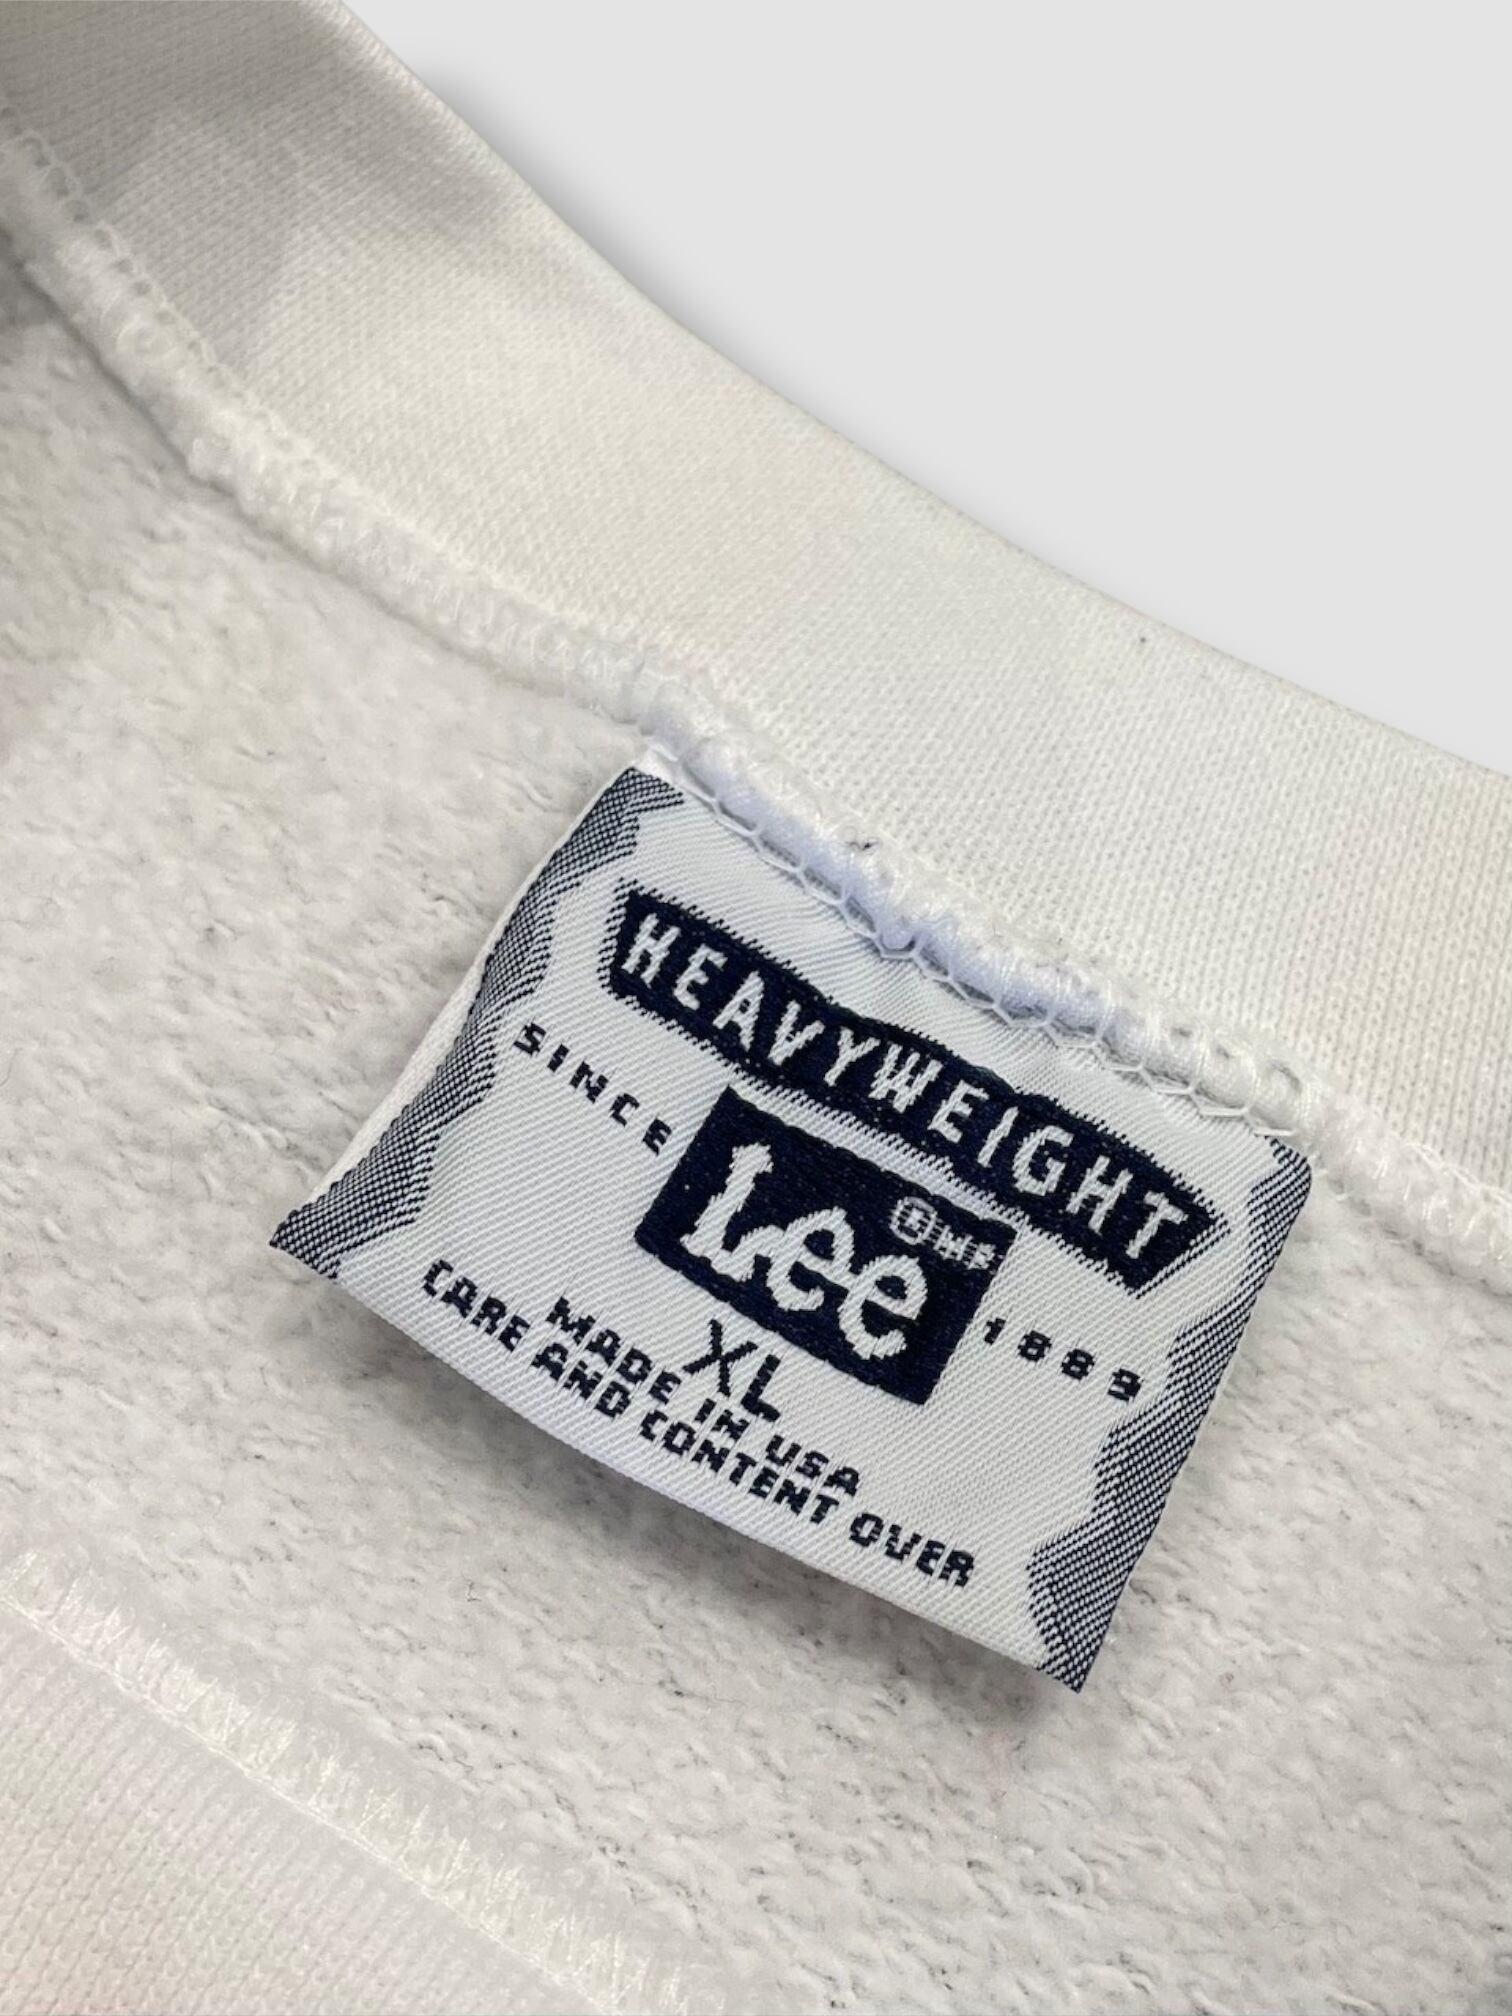 HEAVYWEIGHT
SINCE Lee ® 1889
XL
MADE IN USA
CARE AND CONTENT OVER